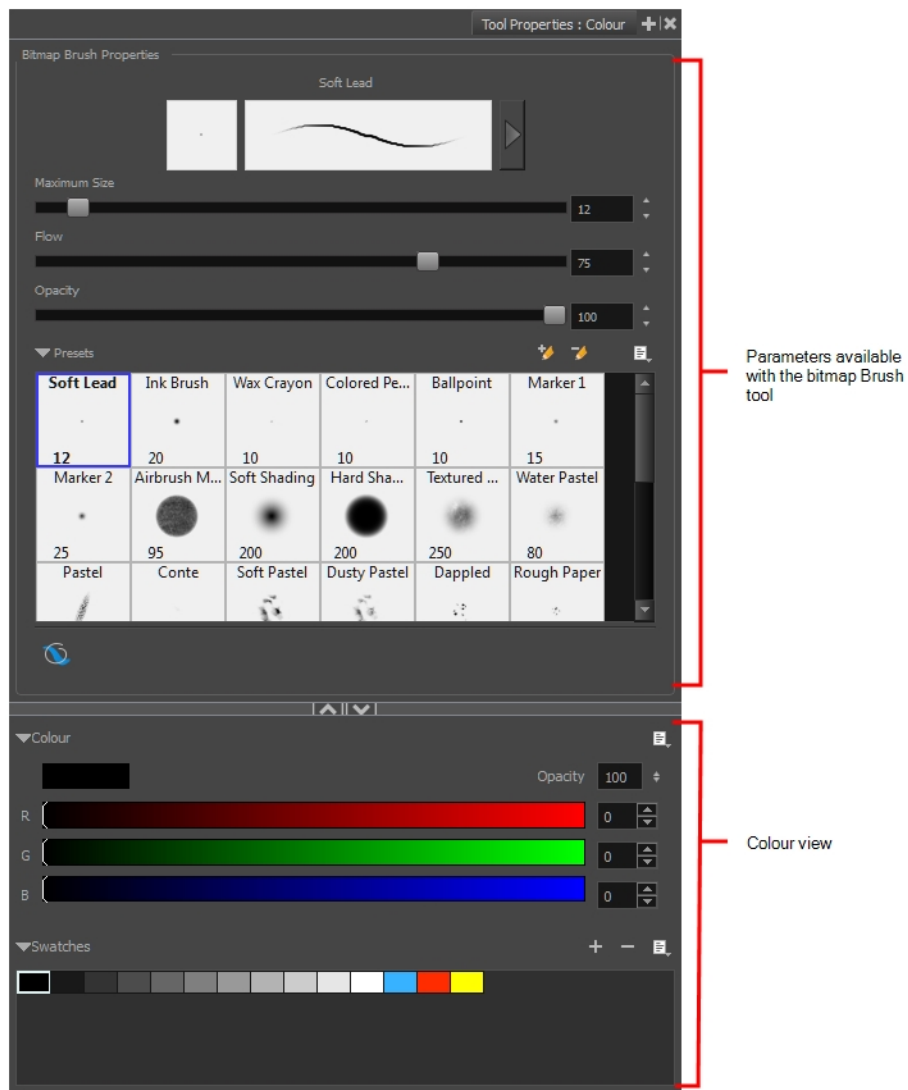 Tool Properties : Colour
Bitmap Brush Properties
Soft Lead
Maximum Size
12
Flow
75
Opacity
100
Presets
Soft Lead Ink Brush Wax Crayon Colored Pe... Ballpoint Marker 1
12 20 10 10 10 15
Marker 2 Airbrush M... Soft Shading Hard Sha... Textured ... Water Pastel
25 95 200 200 250 80
Pastel Conte Soft Pastel Dusty Pastel Dappled Rough Paper
Parameters available
with the bitmap Brush
tool
Colour
Opacity 100
R 0
G 0
B 0
Colour view
Swatches